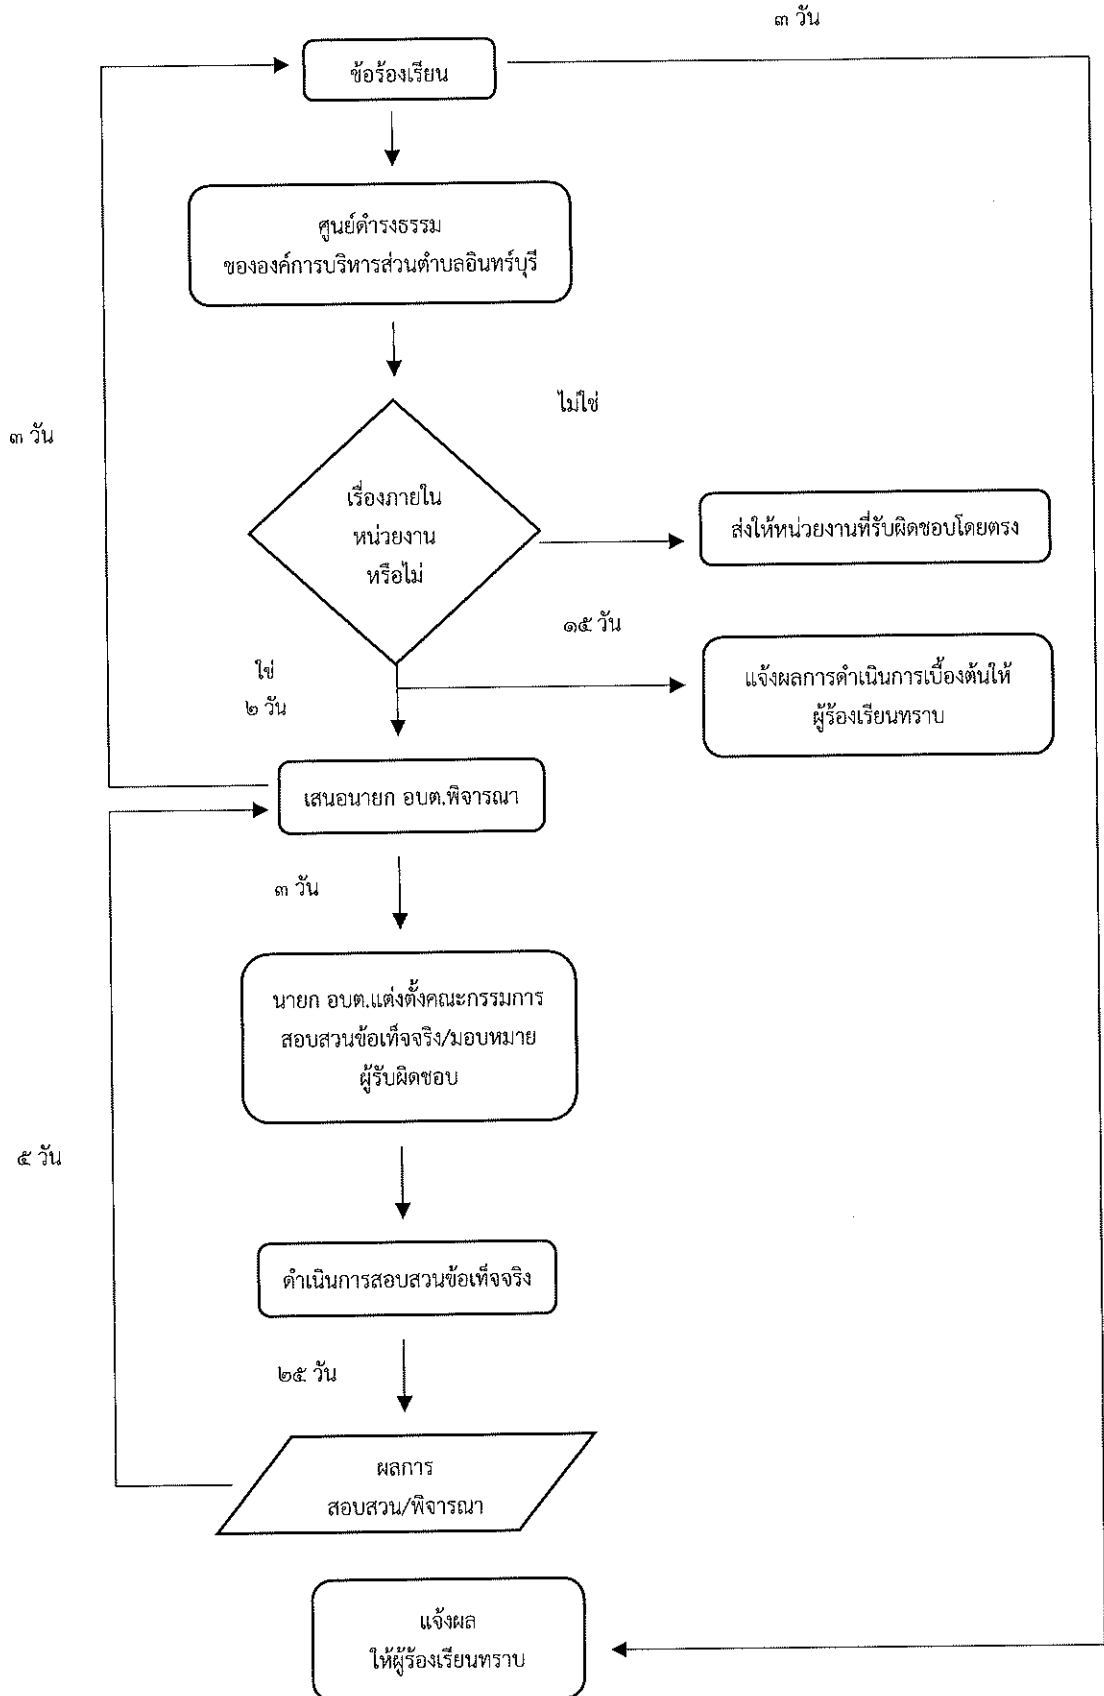 ๓ วัน
ข้อร้องเรียน
ศูนย์ดำรงธรรม
ขององค์การบริหารส่วนตำบลอินทร์บุรี
ไม่ใช่
๓ วัน
เรื่องภายใน
หน่วยงาน
หรือไม่
ส่งให้หน่วยงานที่รับผิดชอบโดยตรง
๑๕ วัน
ใช่
๒ วัน
แจ้งผลการดำเนินการเบื้องต้นให้
ผู้ร้องเรียนทราบ
เสนอนายก อบต.พิจารณา
๓ วัน
นายก อบต.แต่งตั้งคณะกรรมการ
สอบสวนข้อเท็จจริง/มอบหมาย
ผู้รับผิดชอบ
๕ วัน
ดำเนินการสอบสวนข้อเท็จจริง
๒๕ วัน
ผลการ
สอบสวน/พิจารณา
แจ้งผล
ให้ผู้ร้องเรียนทราบ